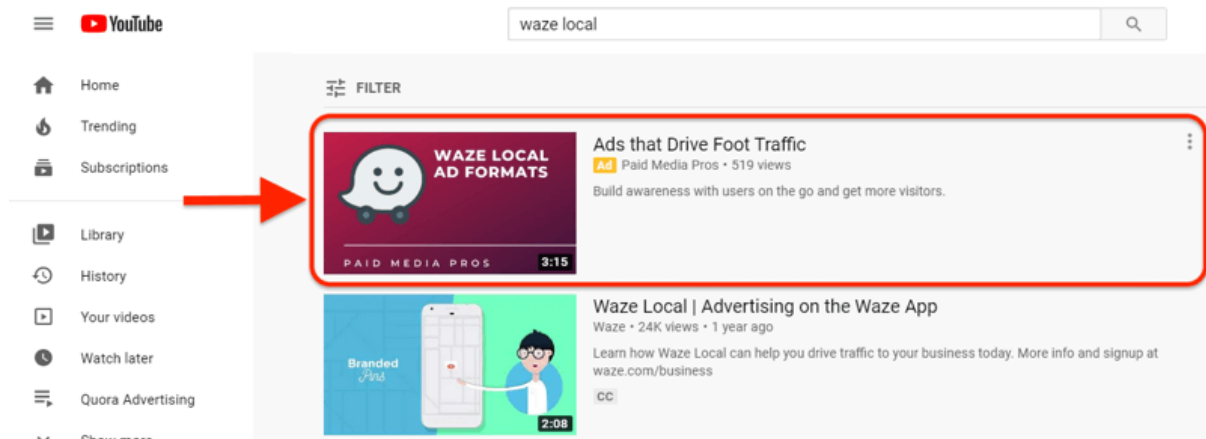 YouTube
waze local
Home
Trending
Subscriptions
Library
History
Your videos
Watch later
Quora Advertising
Show more
FILTER
WAZE LOCAL
AD FORMATS
PAID MEDIA PROS
3:15
Ads that Drive Foot Traffic
Ad Paid Media Pros • 519 views
Build awareness with users on the go and get more visitors.
Branded
Pins
2:08
Waze Local | Advertising on the Waze App
Waze • 24K views • 1 year ago
Learn how Waze Local can help you drive traffic to your business today. More info and signup at
waze.com/business
CC